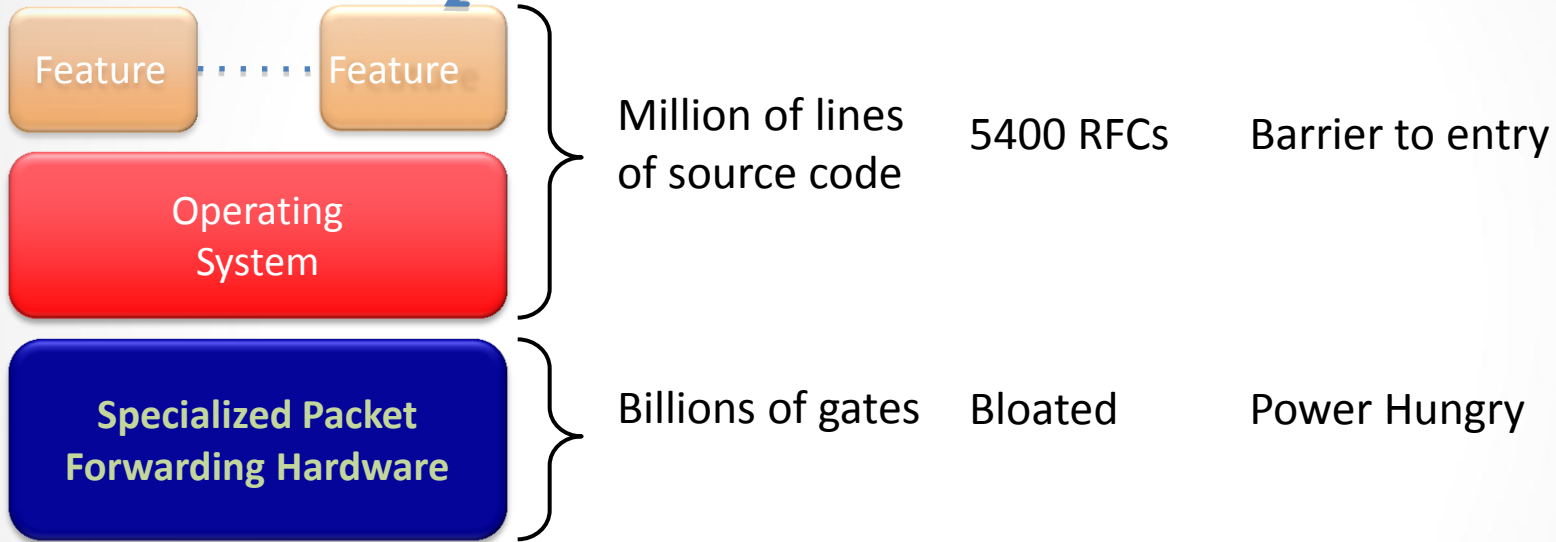 Feature
Feature
Million of lines
of source code
5400 RFCs
Barrier to entry
Operating
System
Specialized Packet
Forwarding Hardware
Billions of gates
Bloated
Power Hungry